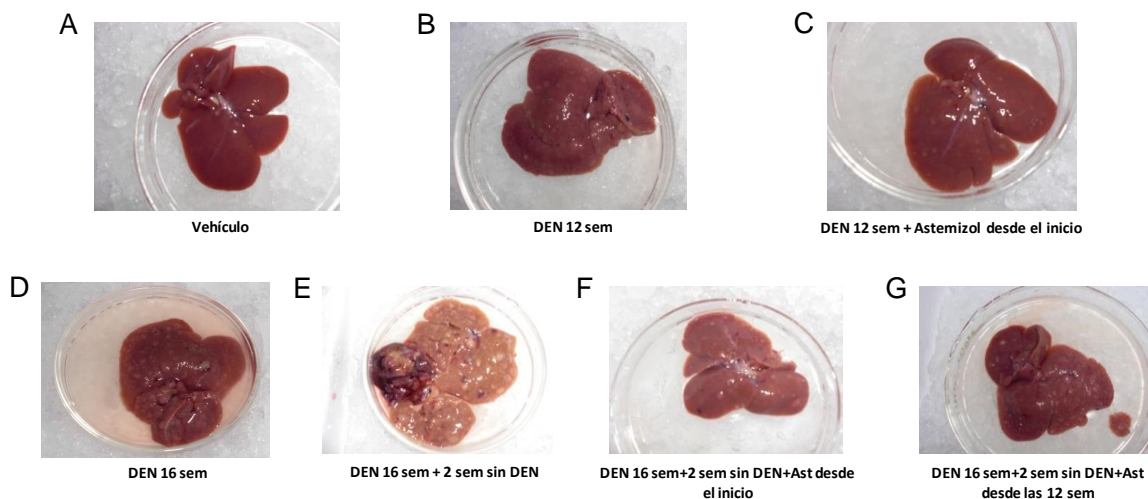 A
B
C
Vehículo
DEN 12 sem
DEN 12 sem + Astemizol desde el inicio
D
E
F
G
DEN 16 sem
DEN 16 sem + 2 sem sin DEN
DEN 16 sem+2 sem sin DEN+Ast desde
el inicio
DEN 16 sem+2 sem sin DEN+Ast
desde las 12 sem